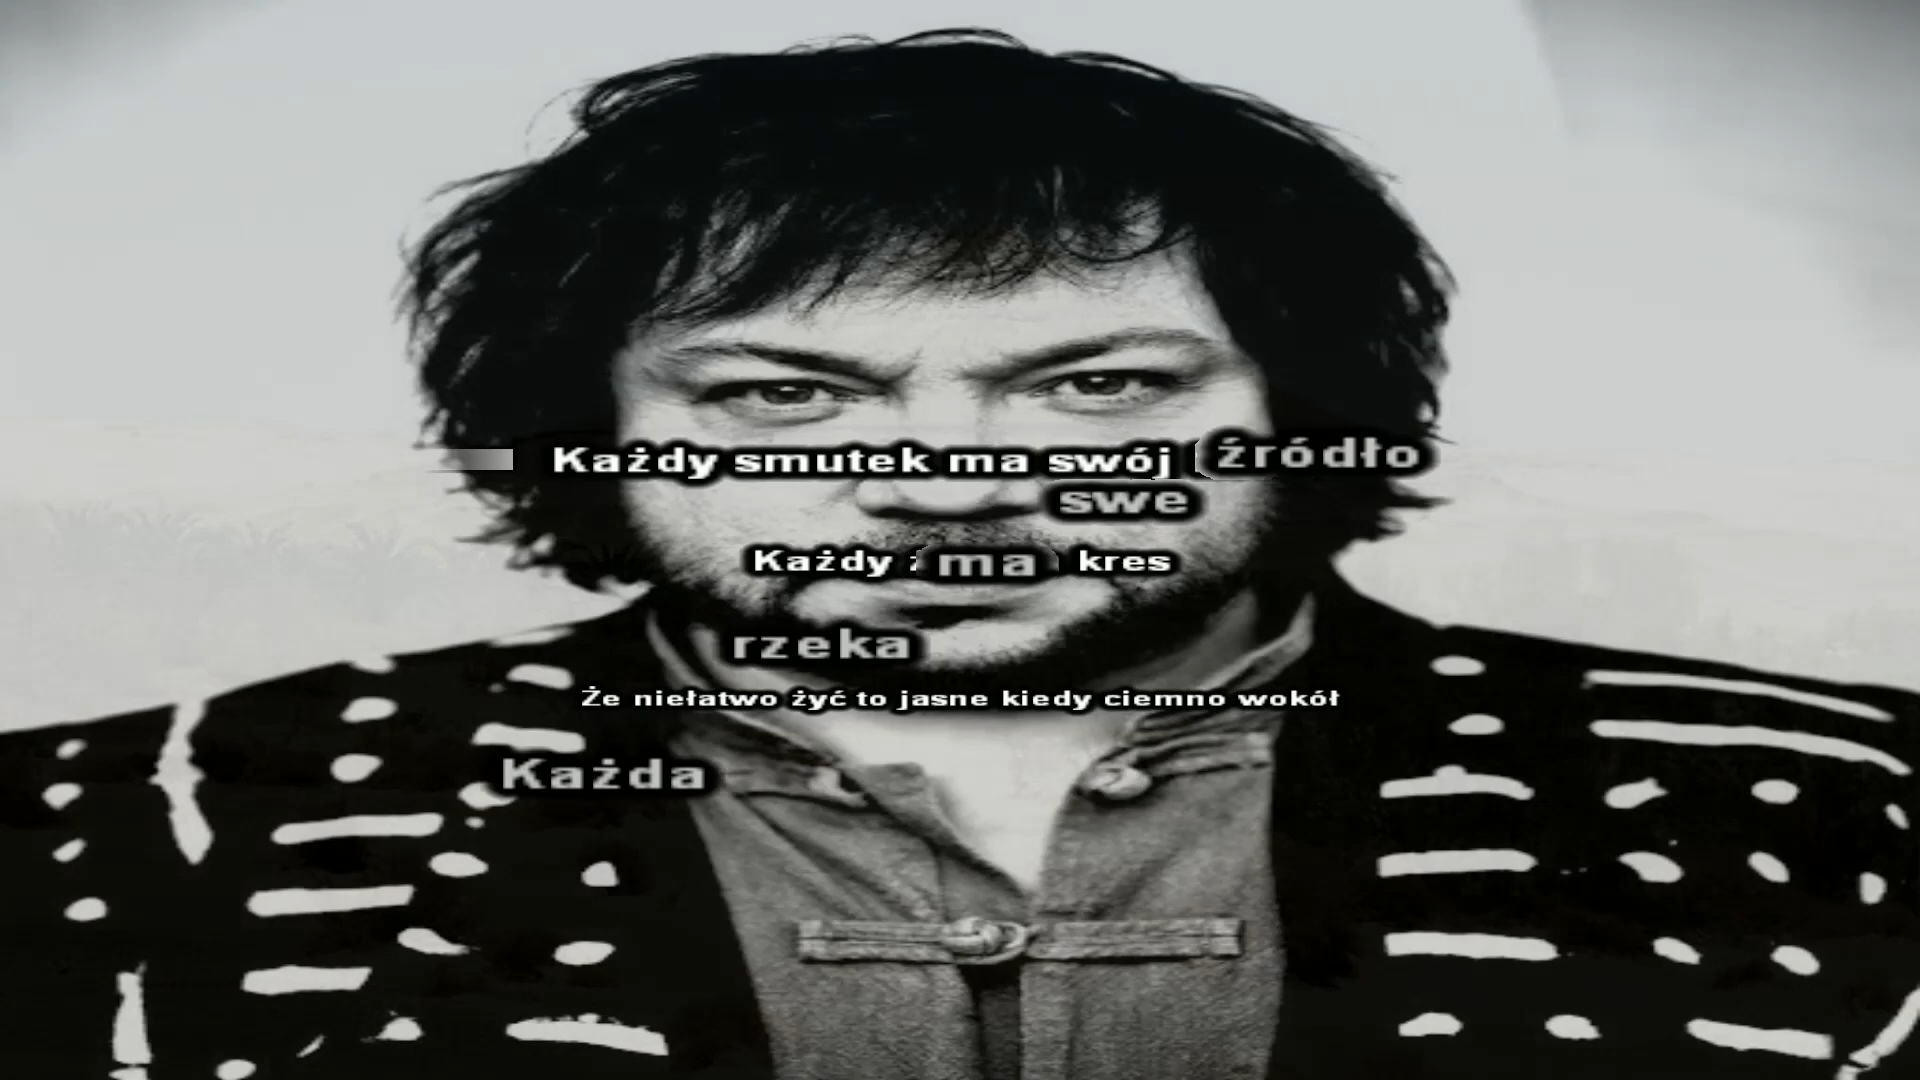 Każdy smutek ma swój źródło
swe
Każdy ma kres
rzeka
Że niełatwo żyć to jasne kiedy ciemno wokół
Każda